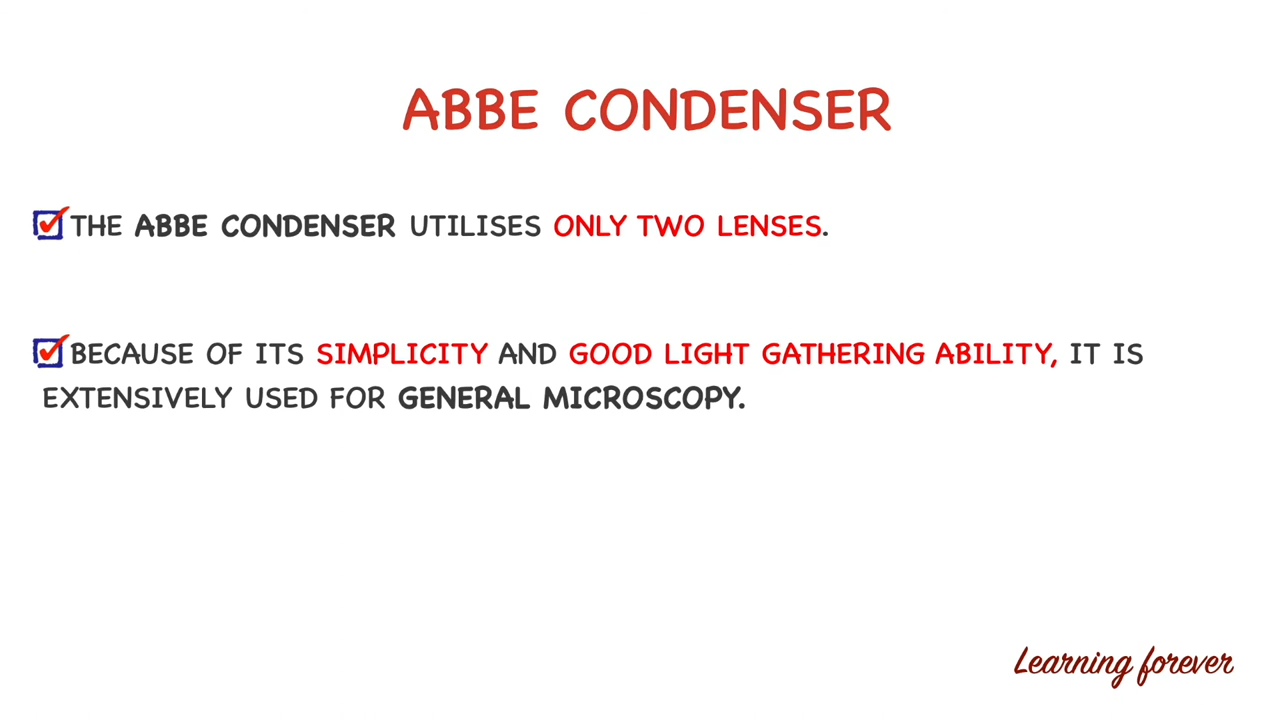 ABBE CONDENSER
THE ABBE CONDENSER UTILISES ONLY TWO LENSES.
BECAUSE OF ITS SIMPLICITY AND GOOD LIGHT GATHERING ABILITY, IT IS
EXTENSIVELY USED FOR GENERAL MICROSCOPY.
Learning forever